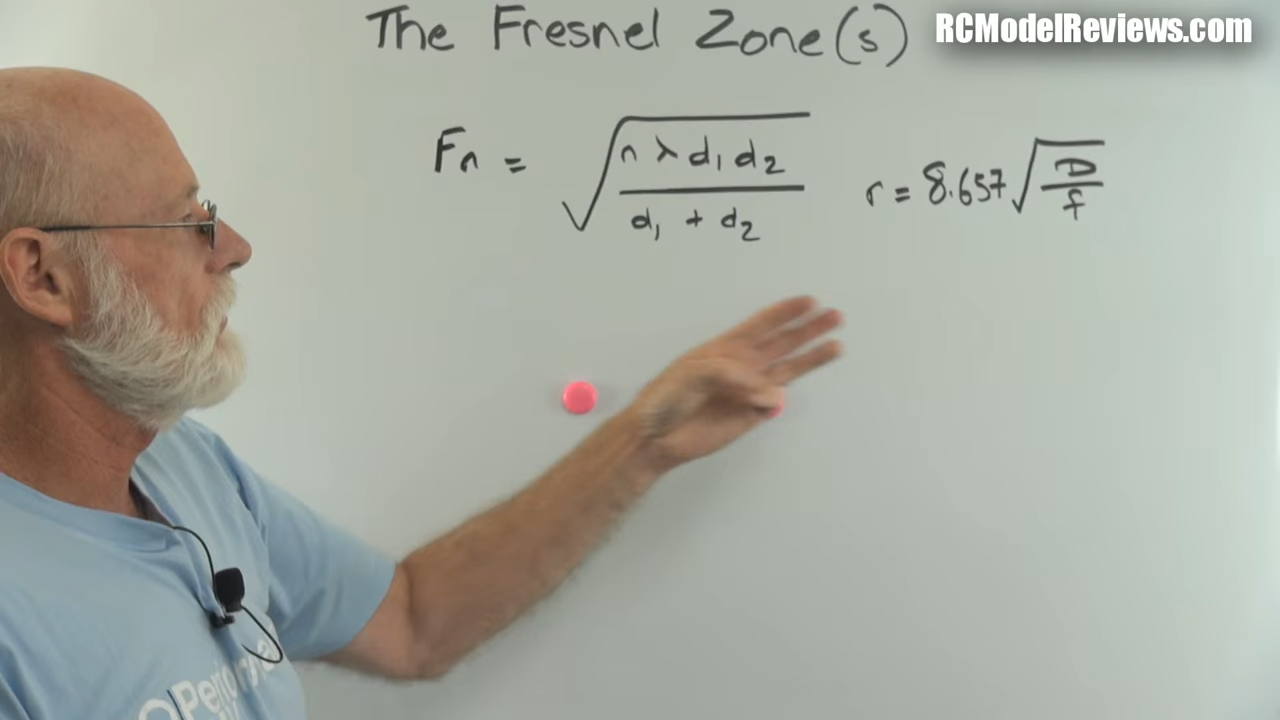 The Fresnel Zone(s)
RCModelReviews.com
Fn = √(n λ d₁ d₂ / d₁ + d₂)
r = 8.657 √(D / f)